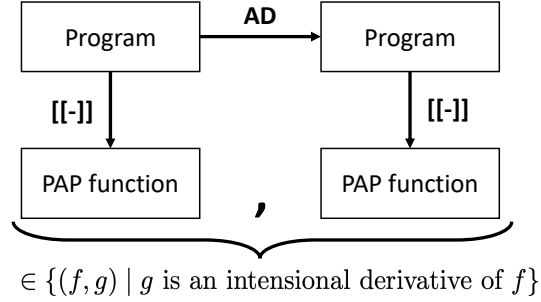 AD
Program Program
[[-]] [[-]]
PAP function PAP function
,
∈ {(f, g) | g is an intensional derivative of f}